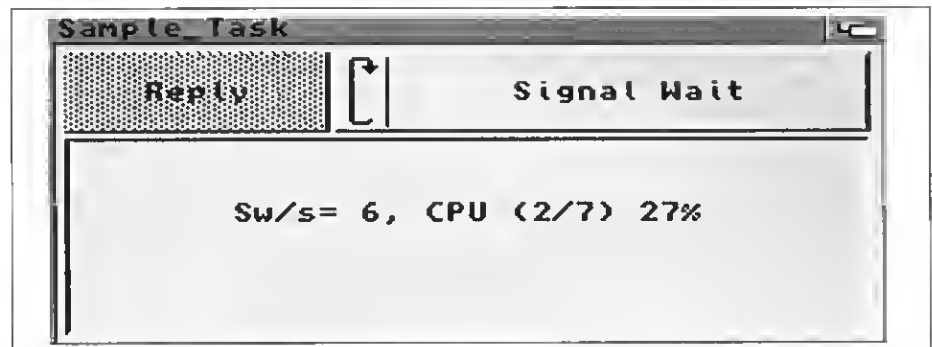 Sample_Task
Reply
Signal Wait
Sw/s= 6, CPU (2/7) 27%